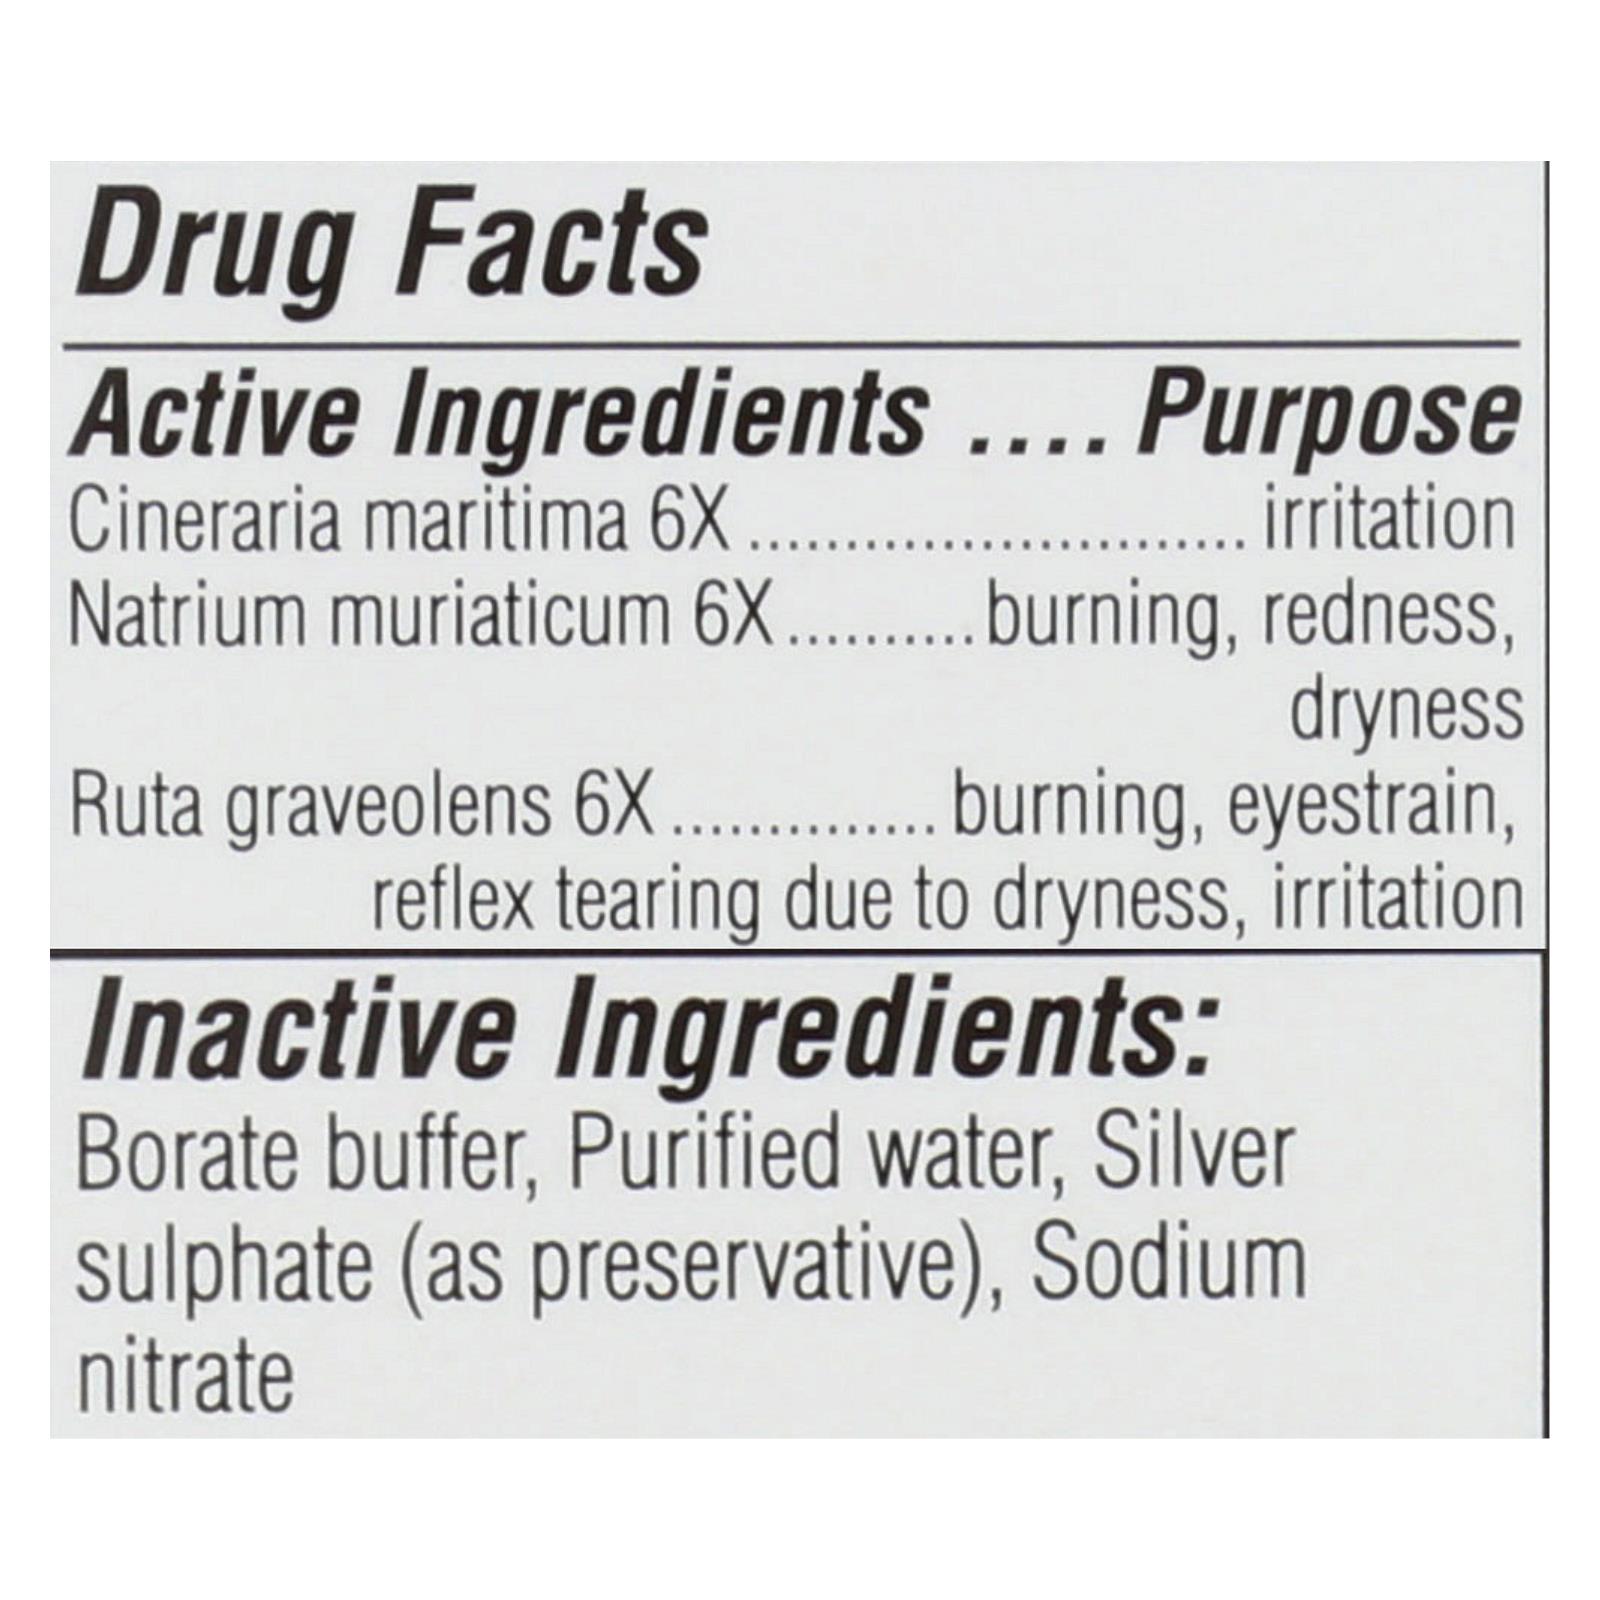 Drug Facts
Active Ingredients .... Purpose
Cineraria maritima 6X .......................... irritation
Natrium muriaticum 6X .......... burning, redness,
dryness
Ruta graveolens 6X .............. burning, eyestrain,
reflex tearing due to dryness, irritation
Inactive Ingredients:
Borate buffer, Purified water, Silver
sulphate (as preservative), Sodium
nitrate